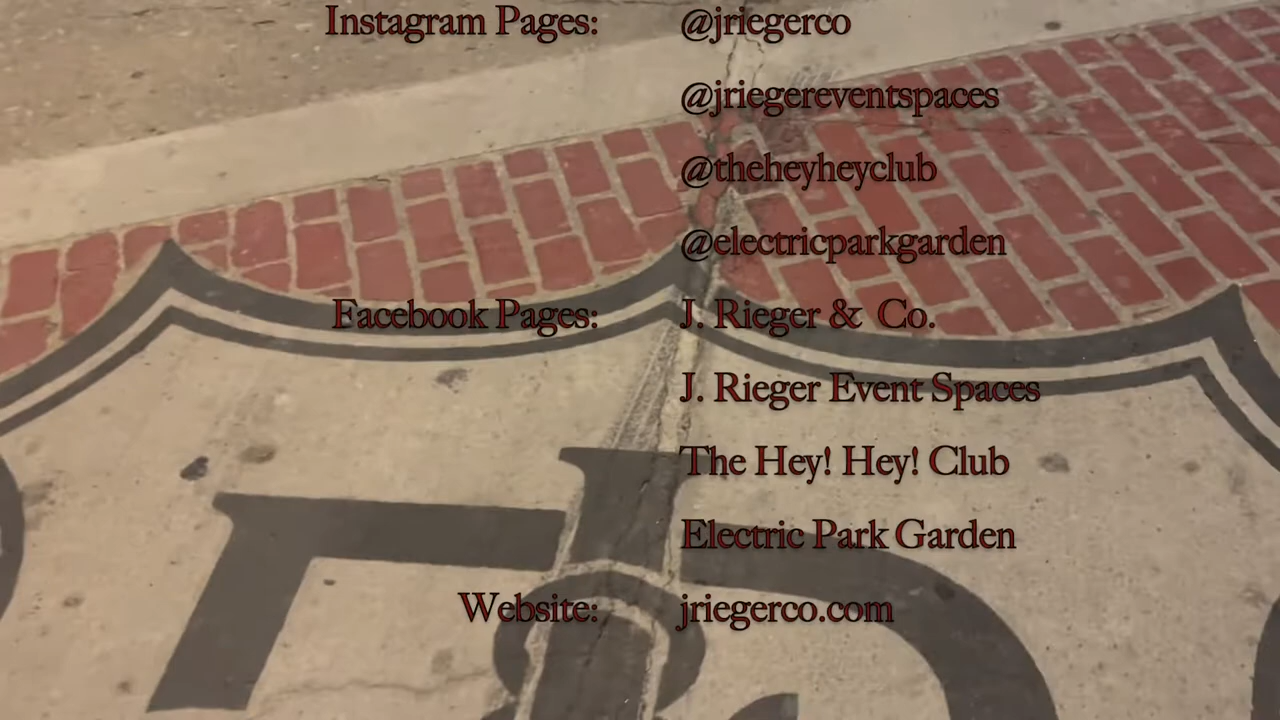 Instagram Pages: @jriegerco
@jriegereventspaces
@theheyheyclub
@electricparkgarden
Facebook Pages: J. Rieger & Co.
J. Rieger Event Spaces
The Hey! Hey! Club
Electric Park Garden
Website: jriegerco.com